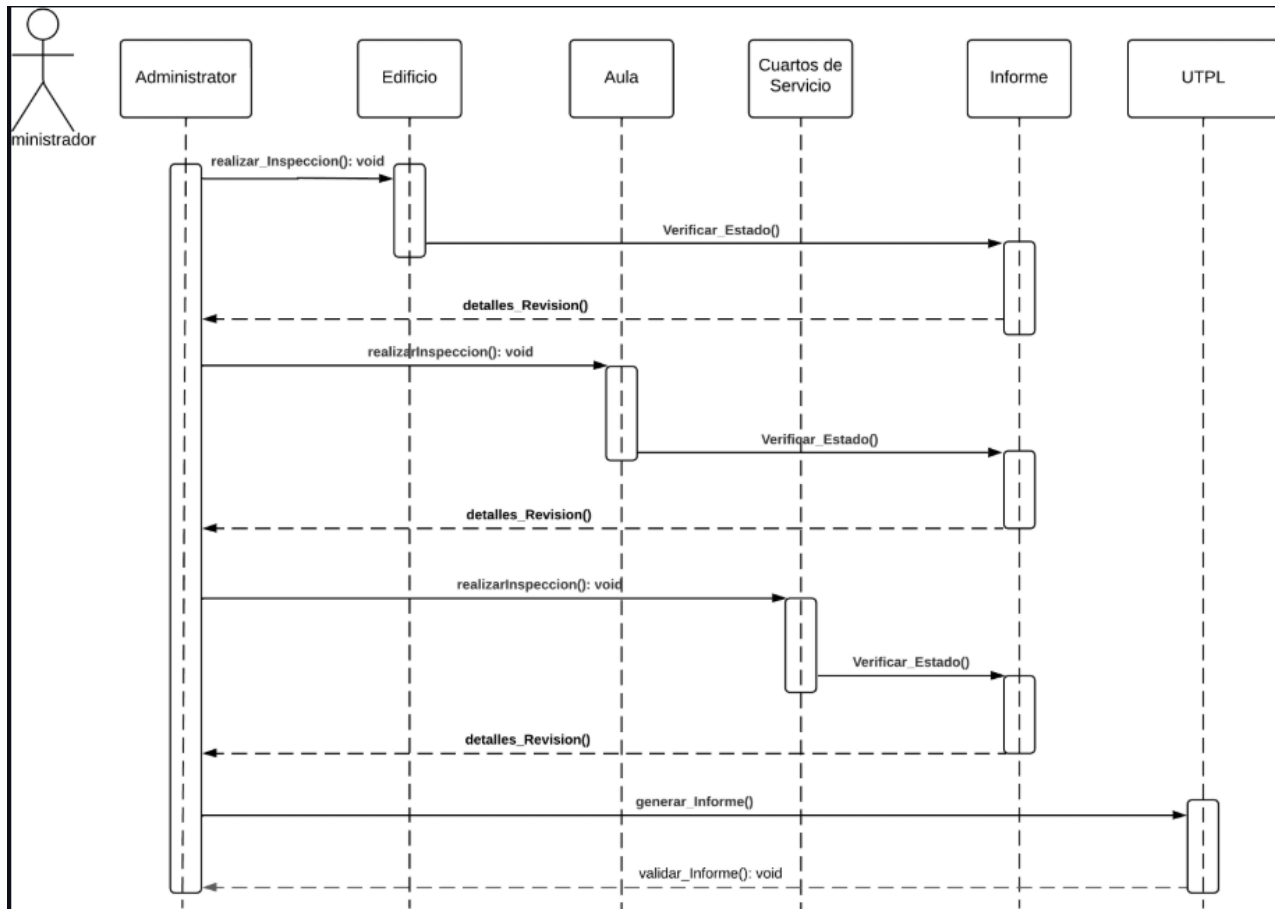 Administrator
Edificio
Aula
Cuartos de
Servicio
Informe
UTPL
ministrador
realizar_Inspeccion(): void
Verificar_Estado()
detalles_Revision()
realizarInspeccion(): void
Verificar_Estado()
detalles_Revision()
realizarInspeccion(): void
Verificar_Estado()
detalles_Revision()
generar_Informe()
validar_Informe(): void